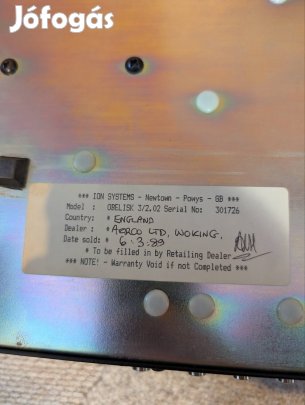 Jófogás
*** ION SYSTEMS - Newtown - Powys - GB ***
Model : OBELISK 3/2.02 Serial No: 301726
Country: * ENGLAND
Dealer : * AEROCO LTD, WOKING.
Date sold: * 6.3.89
* To be filled in by Retailing Dealer
*** NOTE! - Warranty Void if not Completed ***